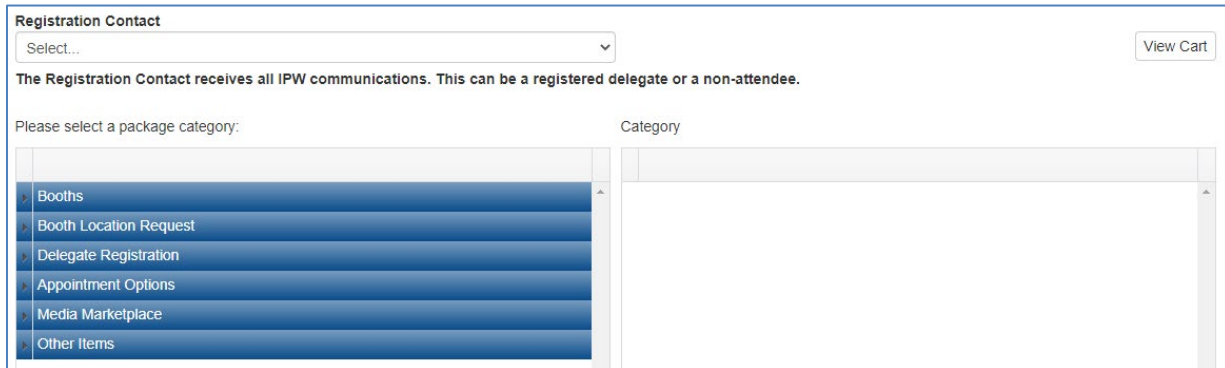 Registration Contact
Select...
View Cart
The Registration Contact receives all IPW communications. This can be a registered delegate or a non-attendee.
Please select a package category:
Category
Booths
Booth Location Request
Delegate Registration
Appointment Options
Media Marketplace
Other Items